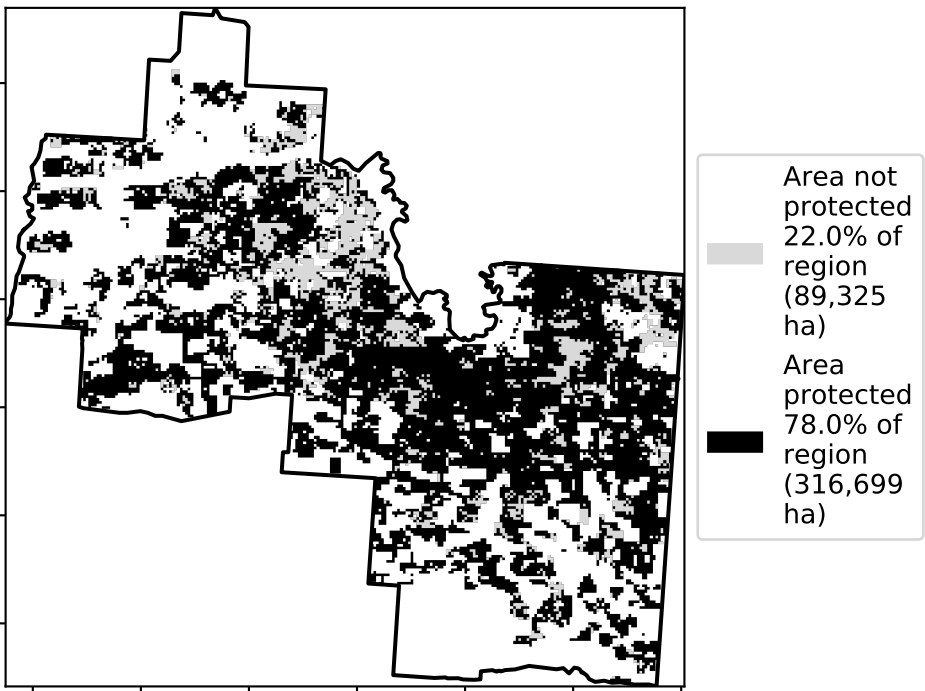 Area not
protected
22.0% of
region
(89,325
ha)
Area
protected
78.0% of
region
(316,699
ha)